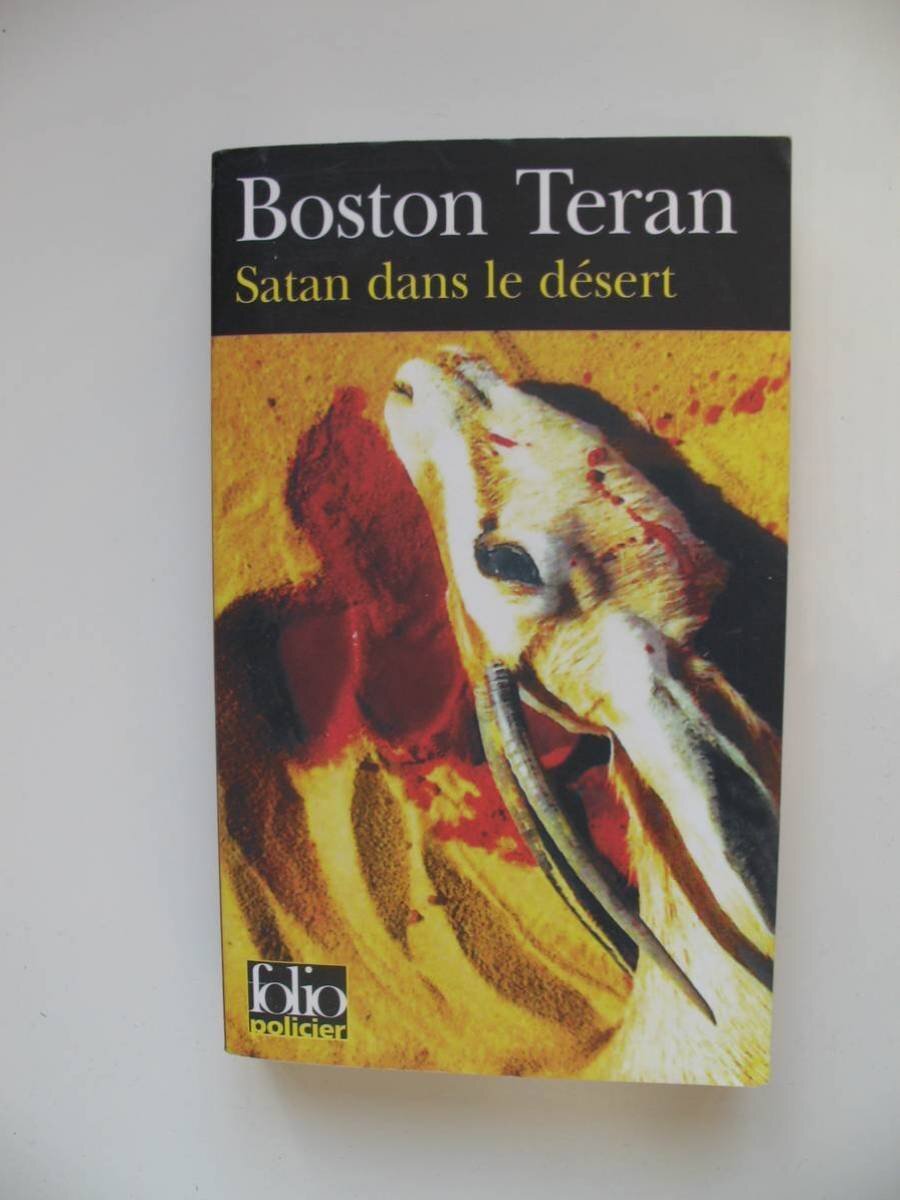 Boston Teran
Satan dans le désert
folio
policier